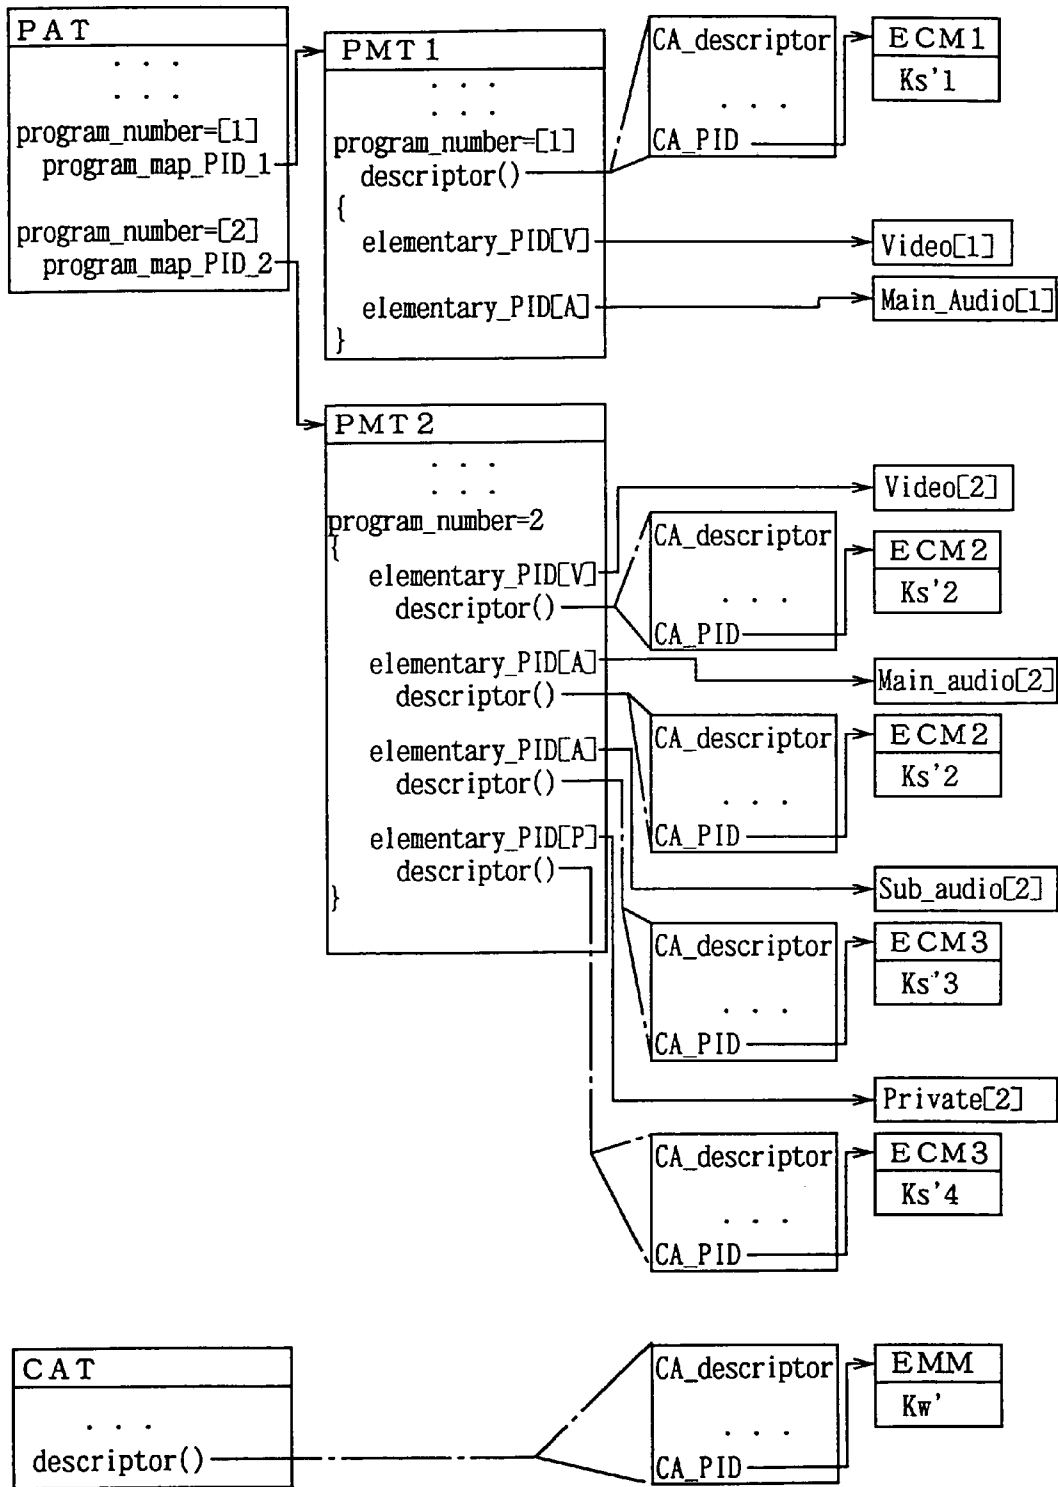 PAT
. . .
. . .
program_number=[1]
program_map_PID_1
program_number=[2]
program_map_PID_2
PMT1
. . .
. . .
program_number=[1]
descriptor()
{
elementary_PID[V]
elementary_PID[A]
}
CA_descriptor
. . .
CA_PID
ECM1
Ks'1
Video[1]
Main_Audio[1]
PMT2
. . .
. . .
program_number=2
{
elementary_PID[V]
descriptor()
elementary_PID[A]
descriptor()
elementary_PID[A]
descriptor()
elementary_PID[P]
descriptor()
}
Video[2]
CA_descriptor
. . .
CA_PID
ECM2
Ks'2
Main_audio[2]
CA_descriptor
. . .
CA_PID
ECM2
Ks'2
Sub_audio[2]
CA_descriptor
. . .
CA_PID
ECM3
Ks'3
Private[2]
CA_descriptor
. . .
CA_PID
ECM3
Ks'4
CAT
. . .
descriptor()
CA_descriptor
. . .
CA_PID
EMM
Kw'